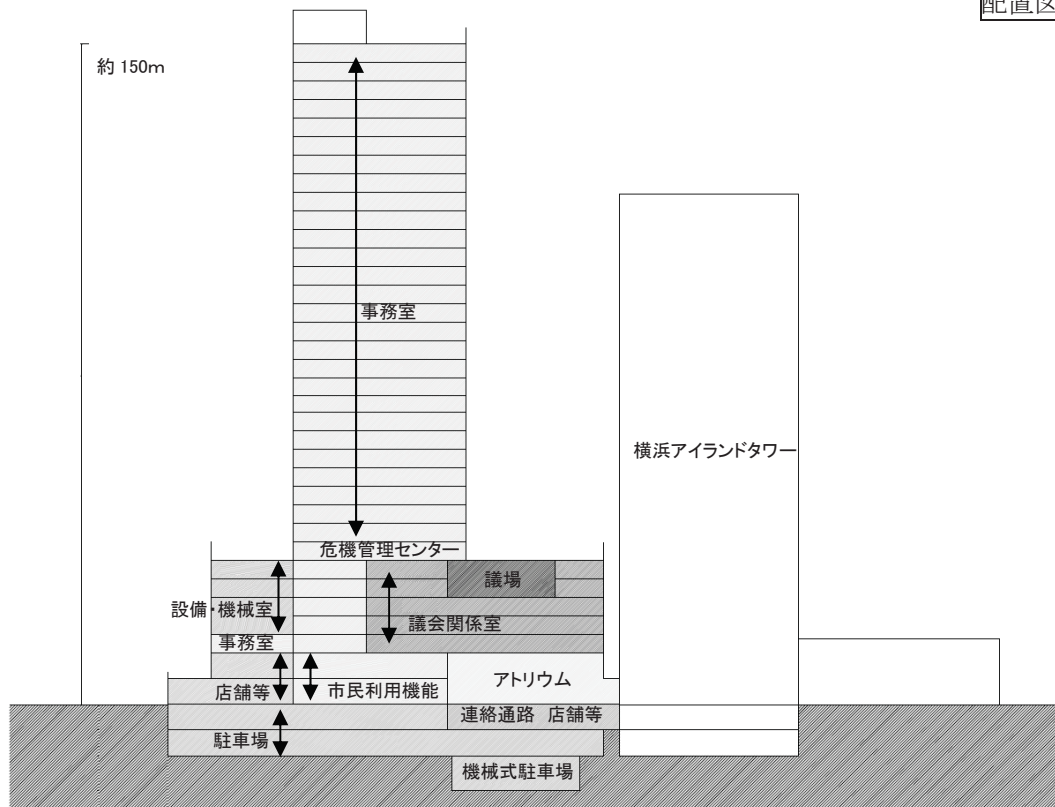 配置
約 150m
事務室
横浜アイランドタワー
危機管理センター
議場
設備・機械室
議会関係室
事務室
アトリウム
店舗等
市民利用機能
連絡通路 店舗等
駐車場
機械式駐車場